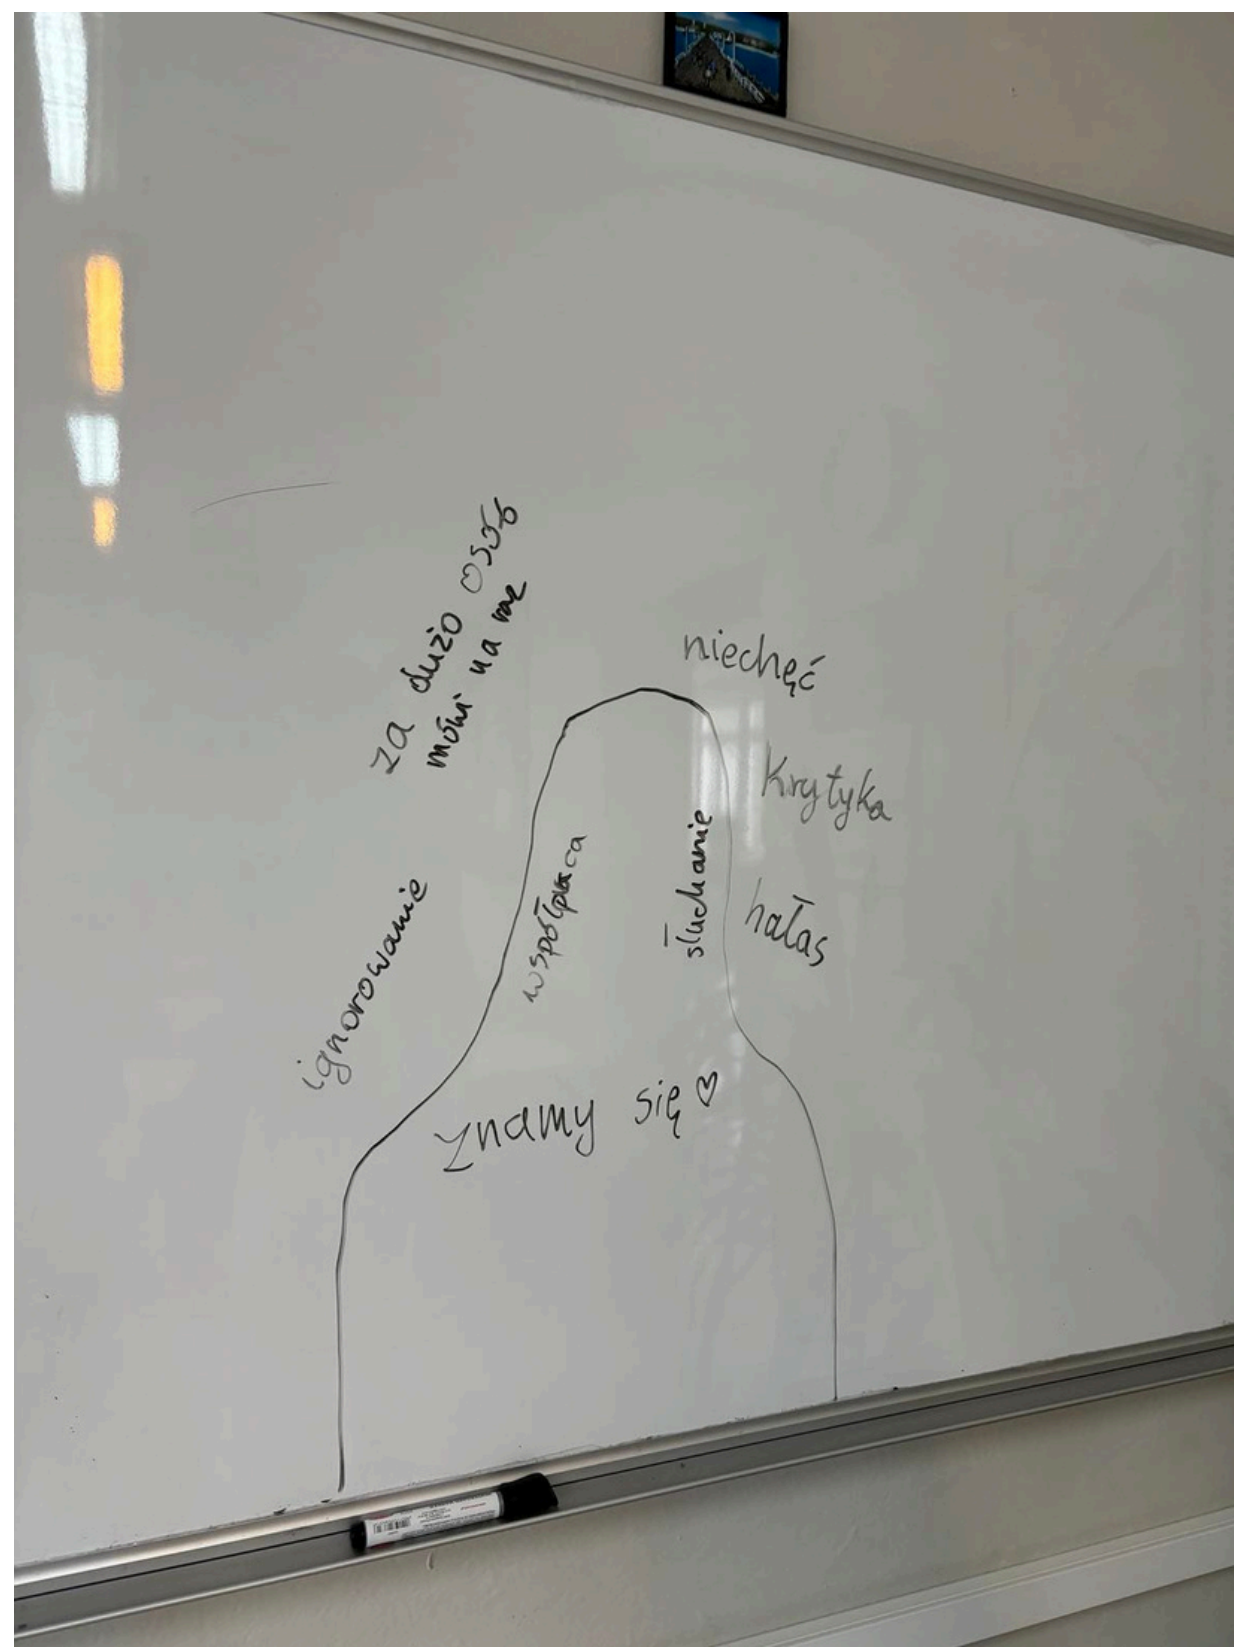 za dużo osób
mówi na raz
niechęć
krytyka
hałas
słuchanie
współpraca
ignorowanie
znamy się ♡